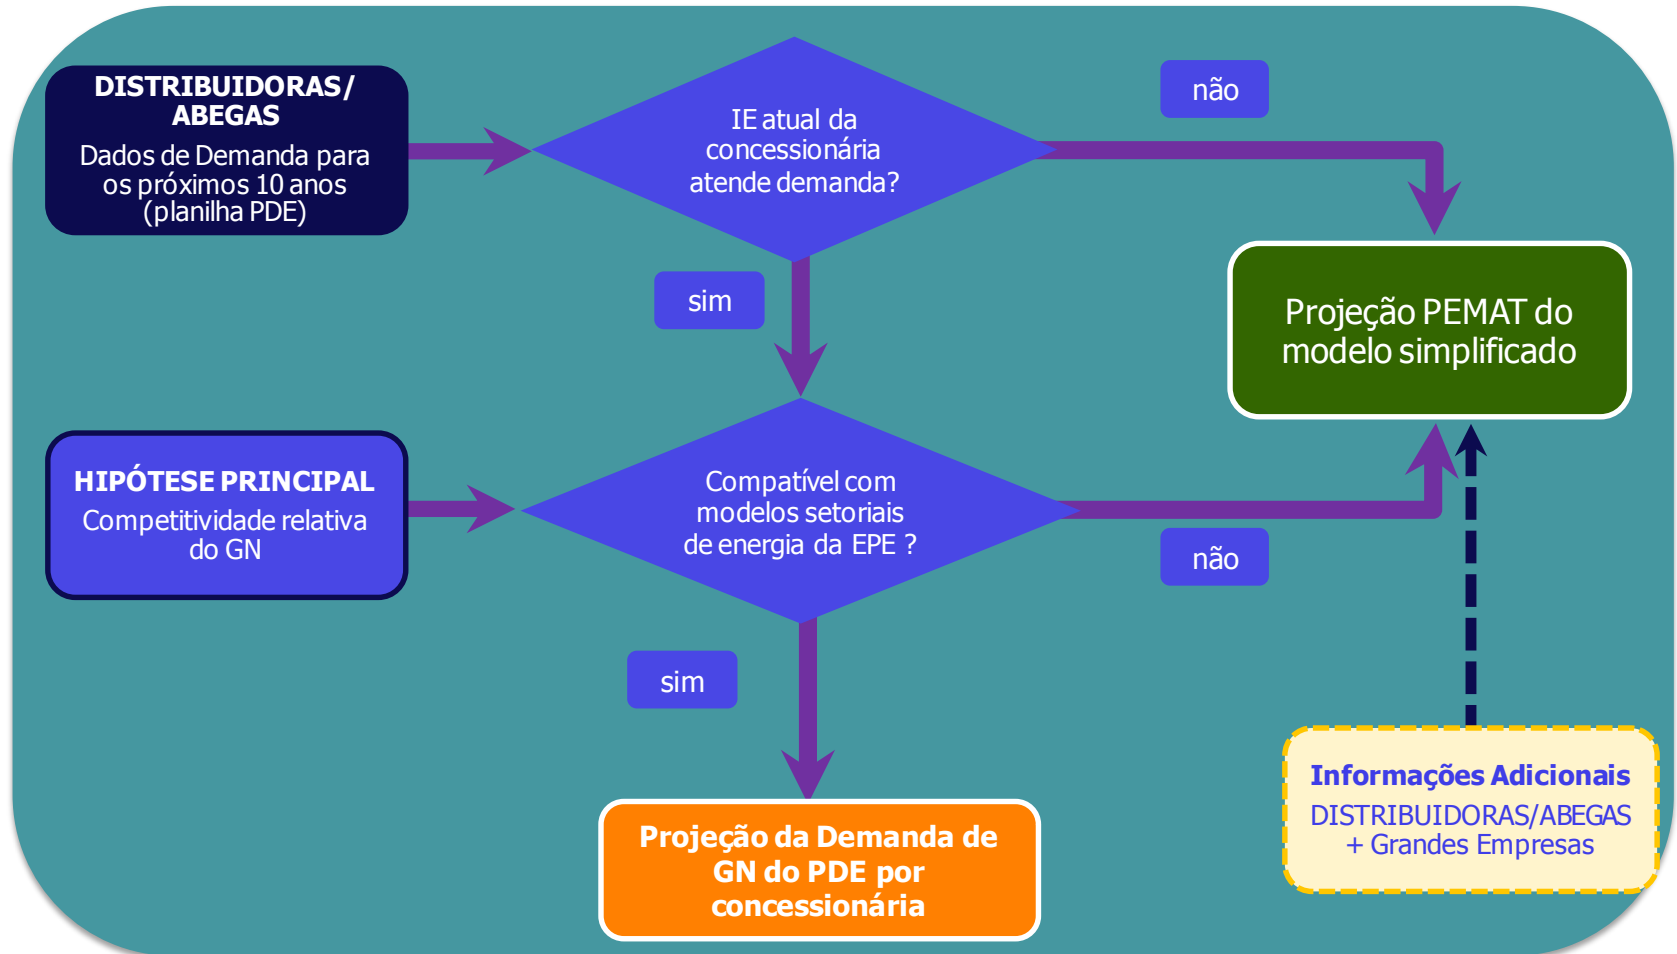 DISTRIBUIDORAS/
ABEGAS
Dados de Demanda para
os próximos 10 anos
(planilha PDE)
IE atual da
concessionária
atende demanda?
não
sim
Projeção PEMAT do
modelo simplificado
HIPÓTESE PRINCIPAL
Competitividade relativa
do GN
Compatível com
modelos setoriais
de energia da EPE ?
não
sim
Informações Adicionais
DISTRIBUIDORAS/ABEGAS
+ Grandes Empresas
Projeção da Demanda de
GN do PDE por
concessionária